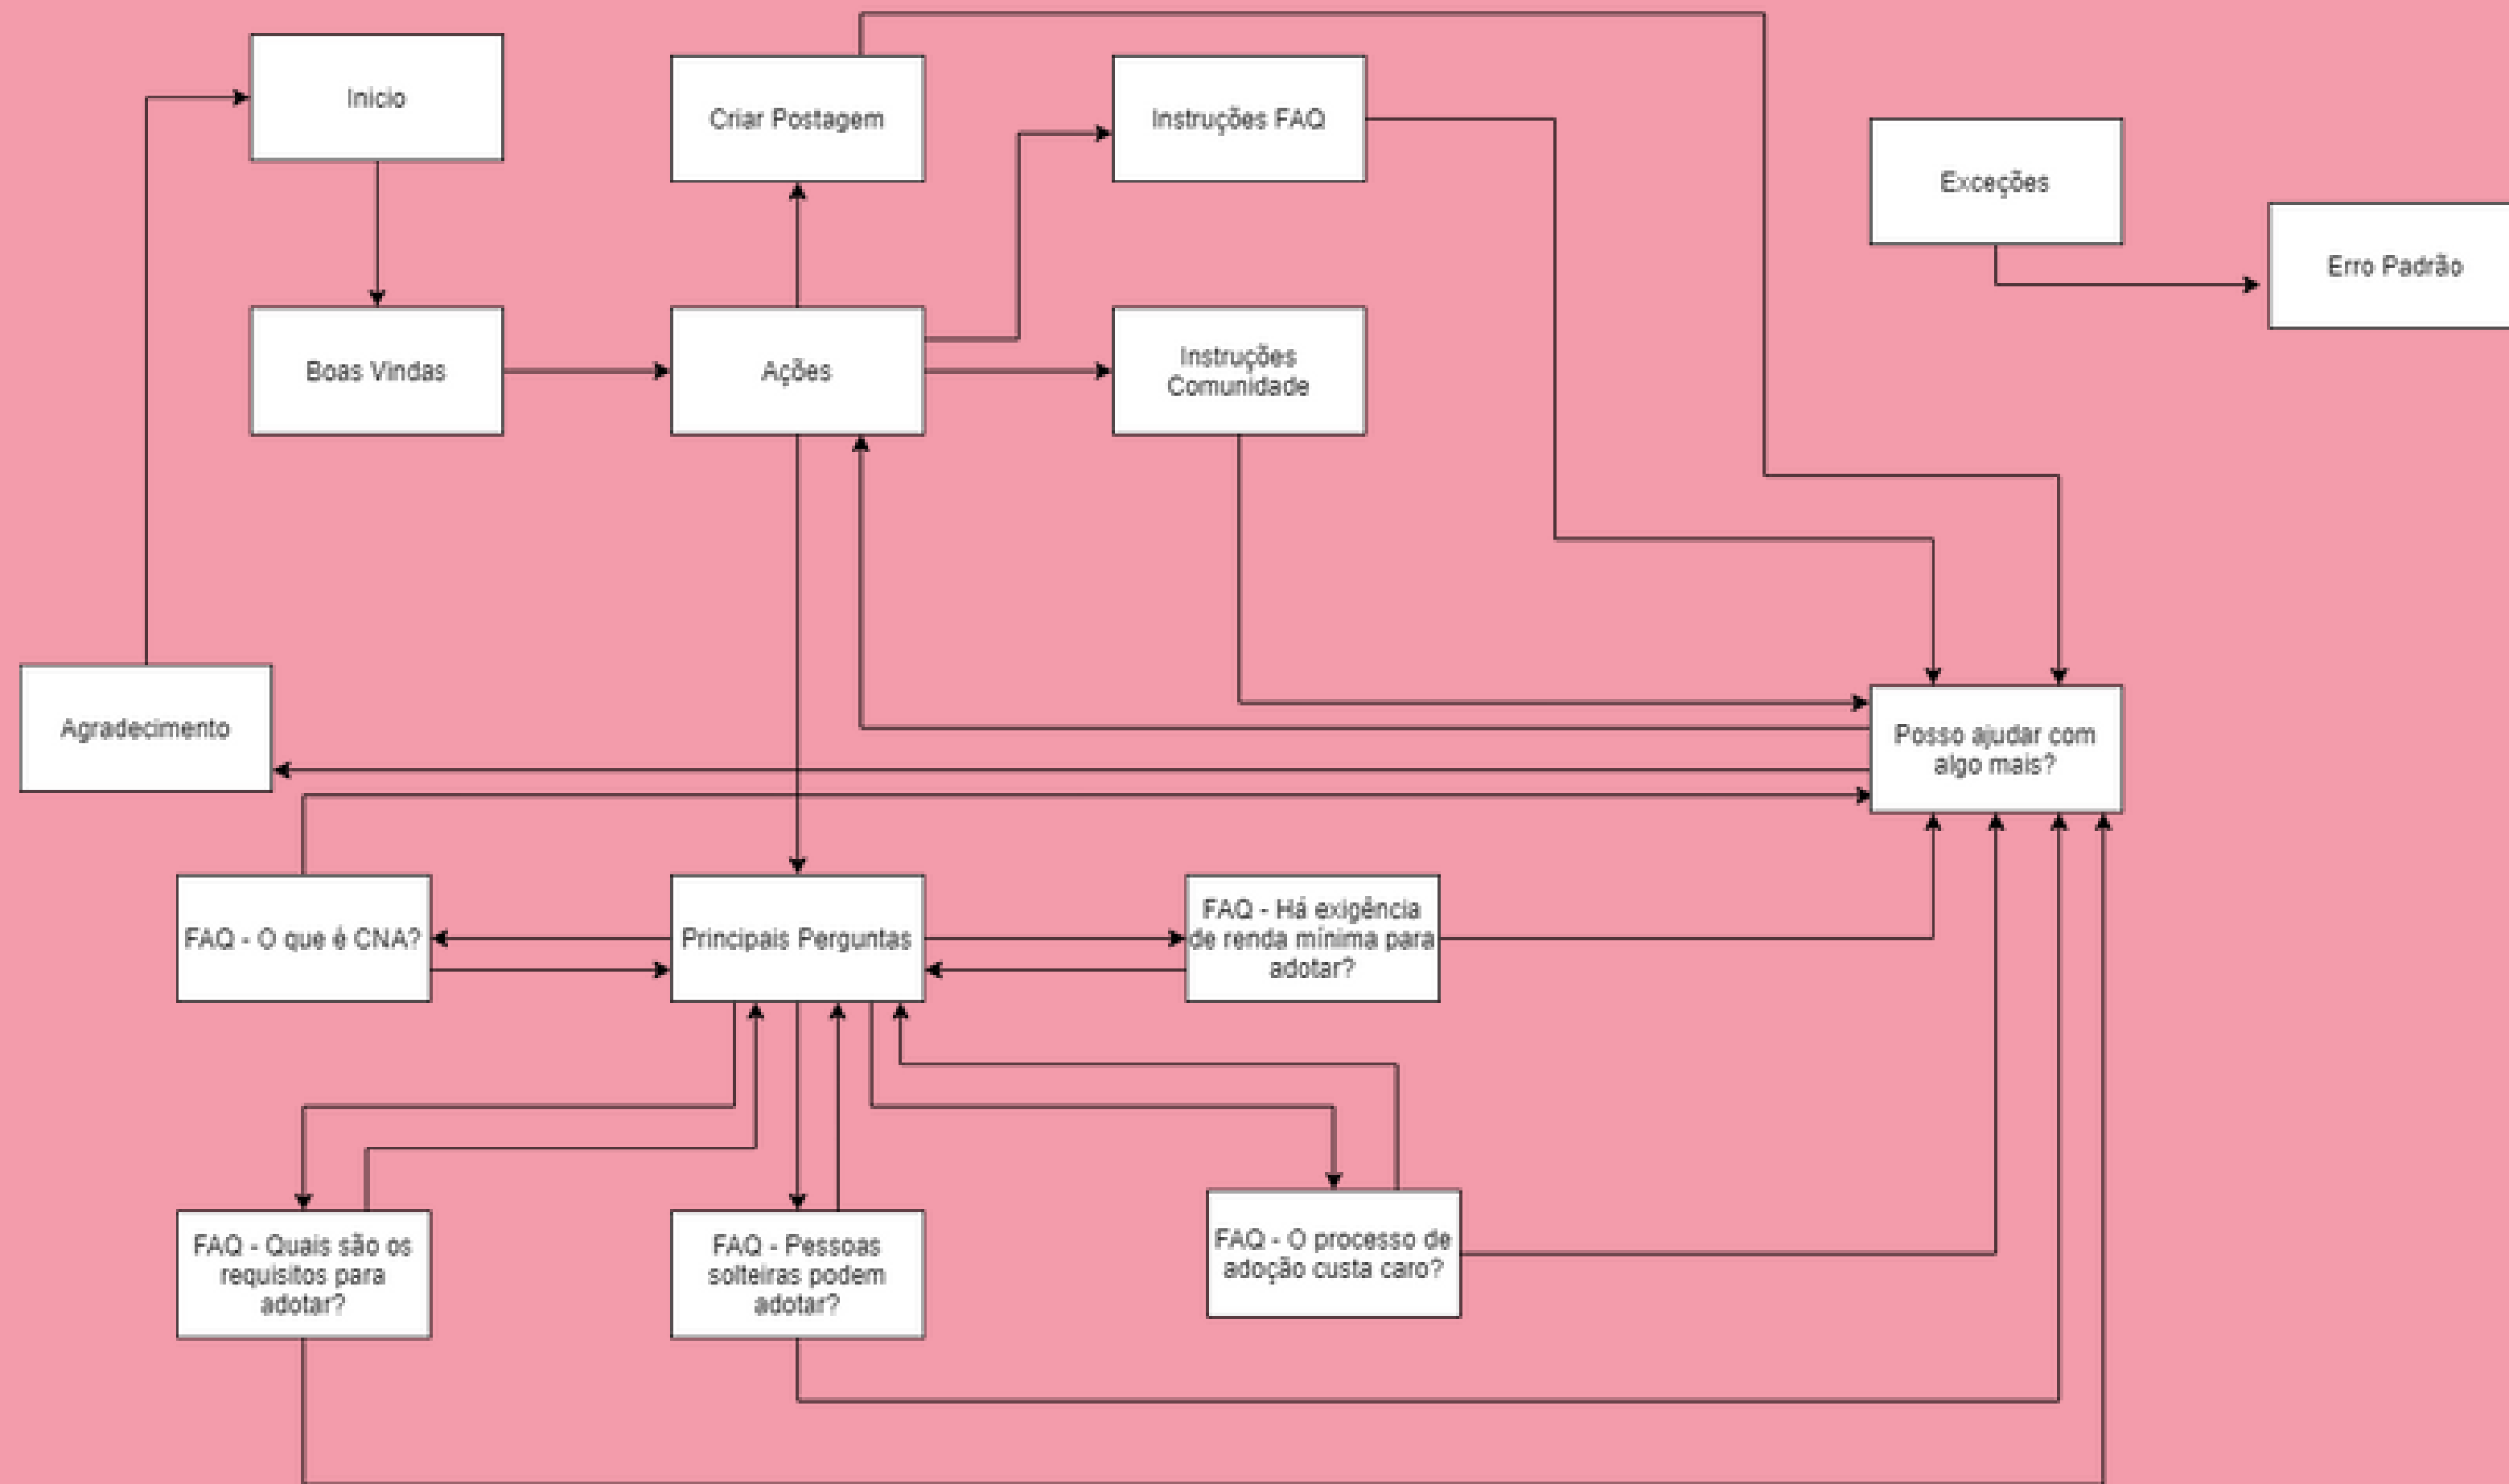 Inicio
Criar Postagem
Instruções FAQ
Exceções
Erro Padrão
Boas Vindas
Ações
Instruções
Comunidade
Agradecimento
Posso ajudar com
algo mais?
FAQ - O que é CNA?
Principais Perguntas
FAQ - Há exigência
de renda mínima para
adotar?
FAQ - Quais são os
requisitos para
adotar?
FAQ - Pessoas
solteiras podem
adotar?
FAQ - O processo de
adoção custa caro?